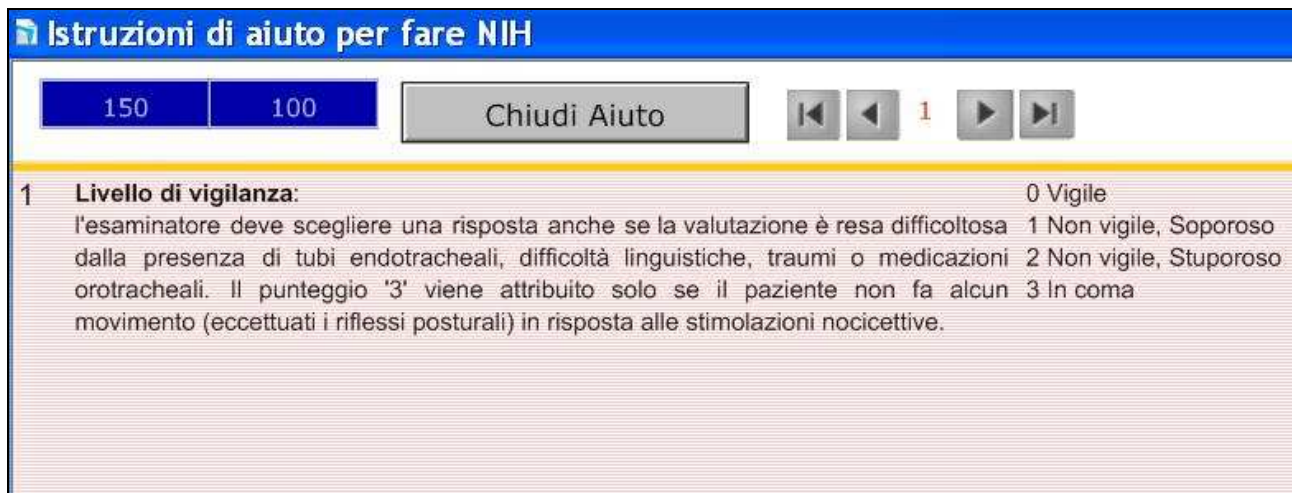 Istruzioni di aiuto per fare NIH
150 100 Chiudi Aiuto 1
1 Livello di vigilanza: 0 Vigile
l'esaminatore deve scegliere una risposta anche se la valutazione è resa difficoltosa 1 Non vigile, Soporoso
dalla presenza di tubi endotracheali, difficoltà linguistiche, traumi o medicazioni 2 Non vigile, Stuporoso
orotracheali. Il punteggio '3' viene attribuito solo se il paziente non fa alcun 3 In coma
movimento (eccettuati i riflessi posturali) in risposta alle stimolazioni nocicettive.